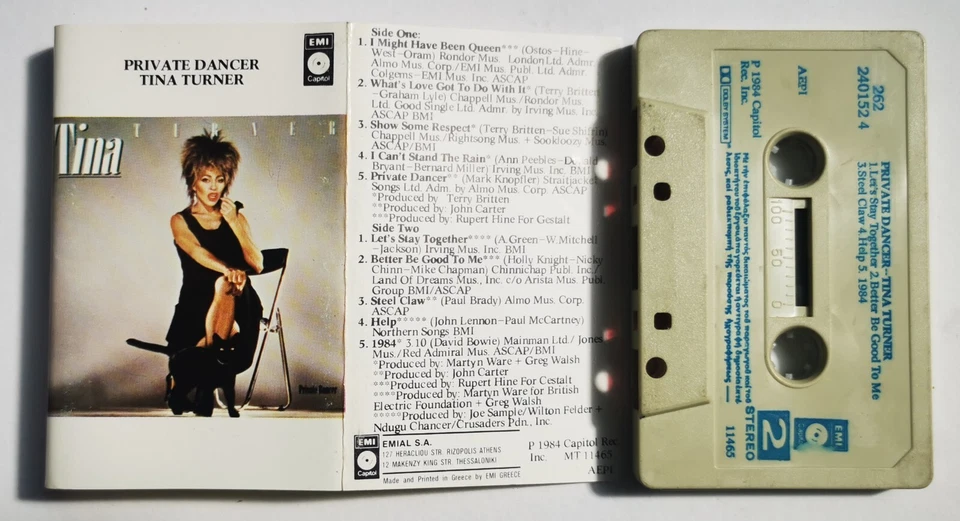 PRIVATE DANCER
TINA TURNER
EMI
Capitol
Tina
TURNER
Private Dancer
Side One:
1. I Might Have Been Queen*** (Ostos-Hine-
West-Oram) Rondor Mus. London Ltd. Admr.
Almo Mus. Corp./EMI Mus. Publ. Ltd. Admr.
Colgems-EMI Mus. Inc. ASCAP
2. What's Love Got To Do With It* (Terry Britten
-Graham Lyle) Chappell Mus./Rondor Mus.
Ltd. Good Single Ltd. Admr. by Irving Mus. Inc.
ASCAP BMI
3. Show Some Respect* (Terry Britten-Sue Shifrin)
Chappell Mus./Rightsong Mus. + Sookloozy Mus.
ASCAP/BMI
4. I Can't Stand The Rain* (Ann Peebles-Donald
Bryant-Bernard Miller) Irving Mus. Inc. BMI
5. Private Dancer** (Mark Knopfler) Straitjacket
Songs Ltd. Adm. by Almo Mus. Corp. ASCAP
*Produced by Terry Britten
**Produced by: John Carter
***Produced by: Rupert Hine For Gestalt
Side Two
1. Let's Stay Together**** (A.Green-W.Mitchell
-Jackson) Irving Mus. Inc. BMI
2. Better Be Good To Me*** (Holly Knight-Nicky
Chinn-Mike Chapman) Chinnichap Publ. Inc./
Land Of Dreams Mus., Inc. c/o Arista Mus. Publ.
Group BMI/ASCAP
3. Steel Claw** (Paul Brady) Almo Mus. Corp.
ASCAP
4. Help***** (John Lennon-Paul McCartney)
Northern Songs BMI
5. 1984* 3.10 (David Bowie) Mainman Ltd./Jones
Mus./Red Admiral Mus. ASCAP/BMI
*Produced by: Martyn Ware + Greg Walsh
**Produced by: John Carter
***Produced by: Rupert Hine For Cestalt
****Produced by: Martyn Ware for British
Electric Foundation + Greg Walsh
*****Produced by: Joe Sample/Wilton Felder +
Ndugu Chancer/Crusaders Pdn., Inc.
EMI
Capitol
EMIAL S.A.
127 HERACLIOU STR. RIZOPOLIS ATHENS
12 MAKENZY KING STR. THESSALONIKI
Made and Printed in Greece by EMI GREECE
P 1984 Capitol Rec.
Inc. MT 11465
AEPI
262
2401524
AEPI
P 1984 Capitol
Rec. Inc.
DOLBY SYSTEM
PRIVATE DANCER-TINA TURNER
1.Let's Stay Together 2.Better Be Good To Me
3.Steel Claw 4.Help 5. 1984
100 50 0
EMI
2
STEREO
11465